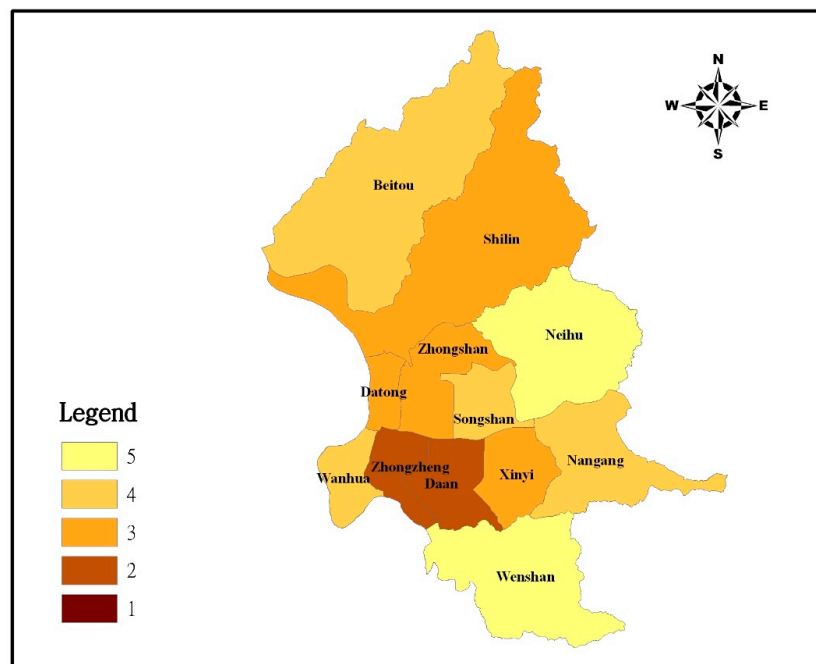 N
W
E
S
Beitou
Shilin
Neihu
Zhongshan
Datong
Songshan
Zhongzheng
Daan
Wanhua
Xinyi
Nangang
Wenshan
Legend
5
4
3
2
1